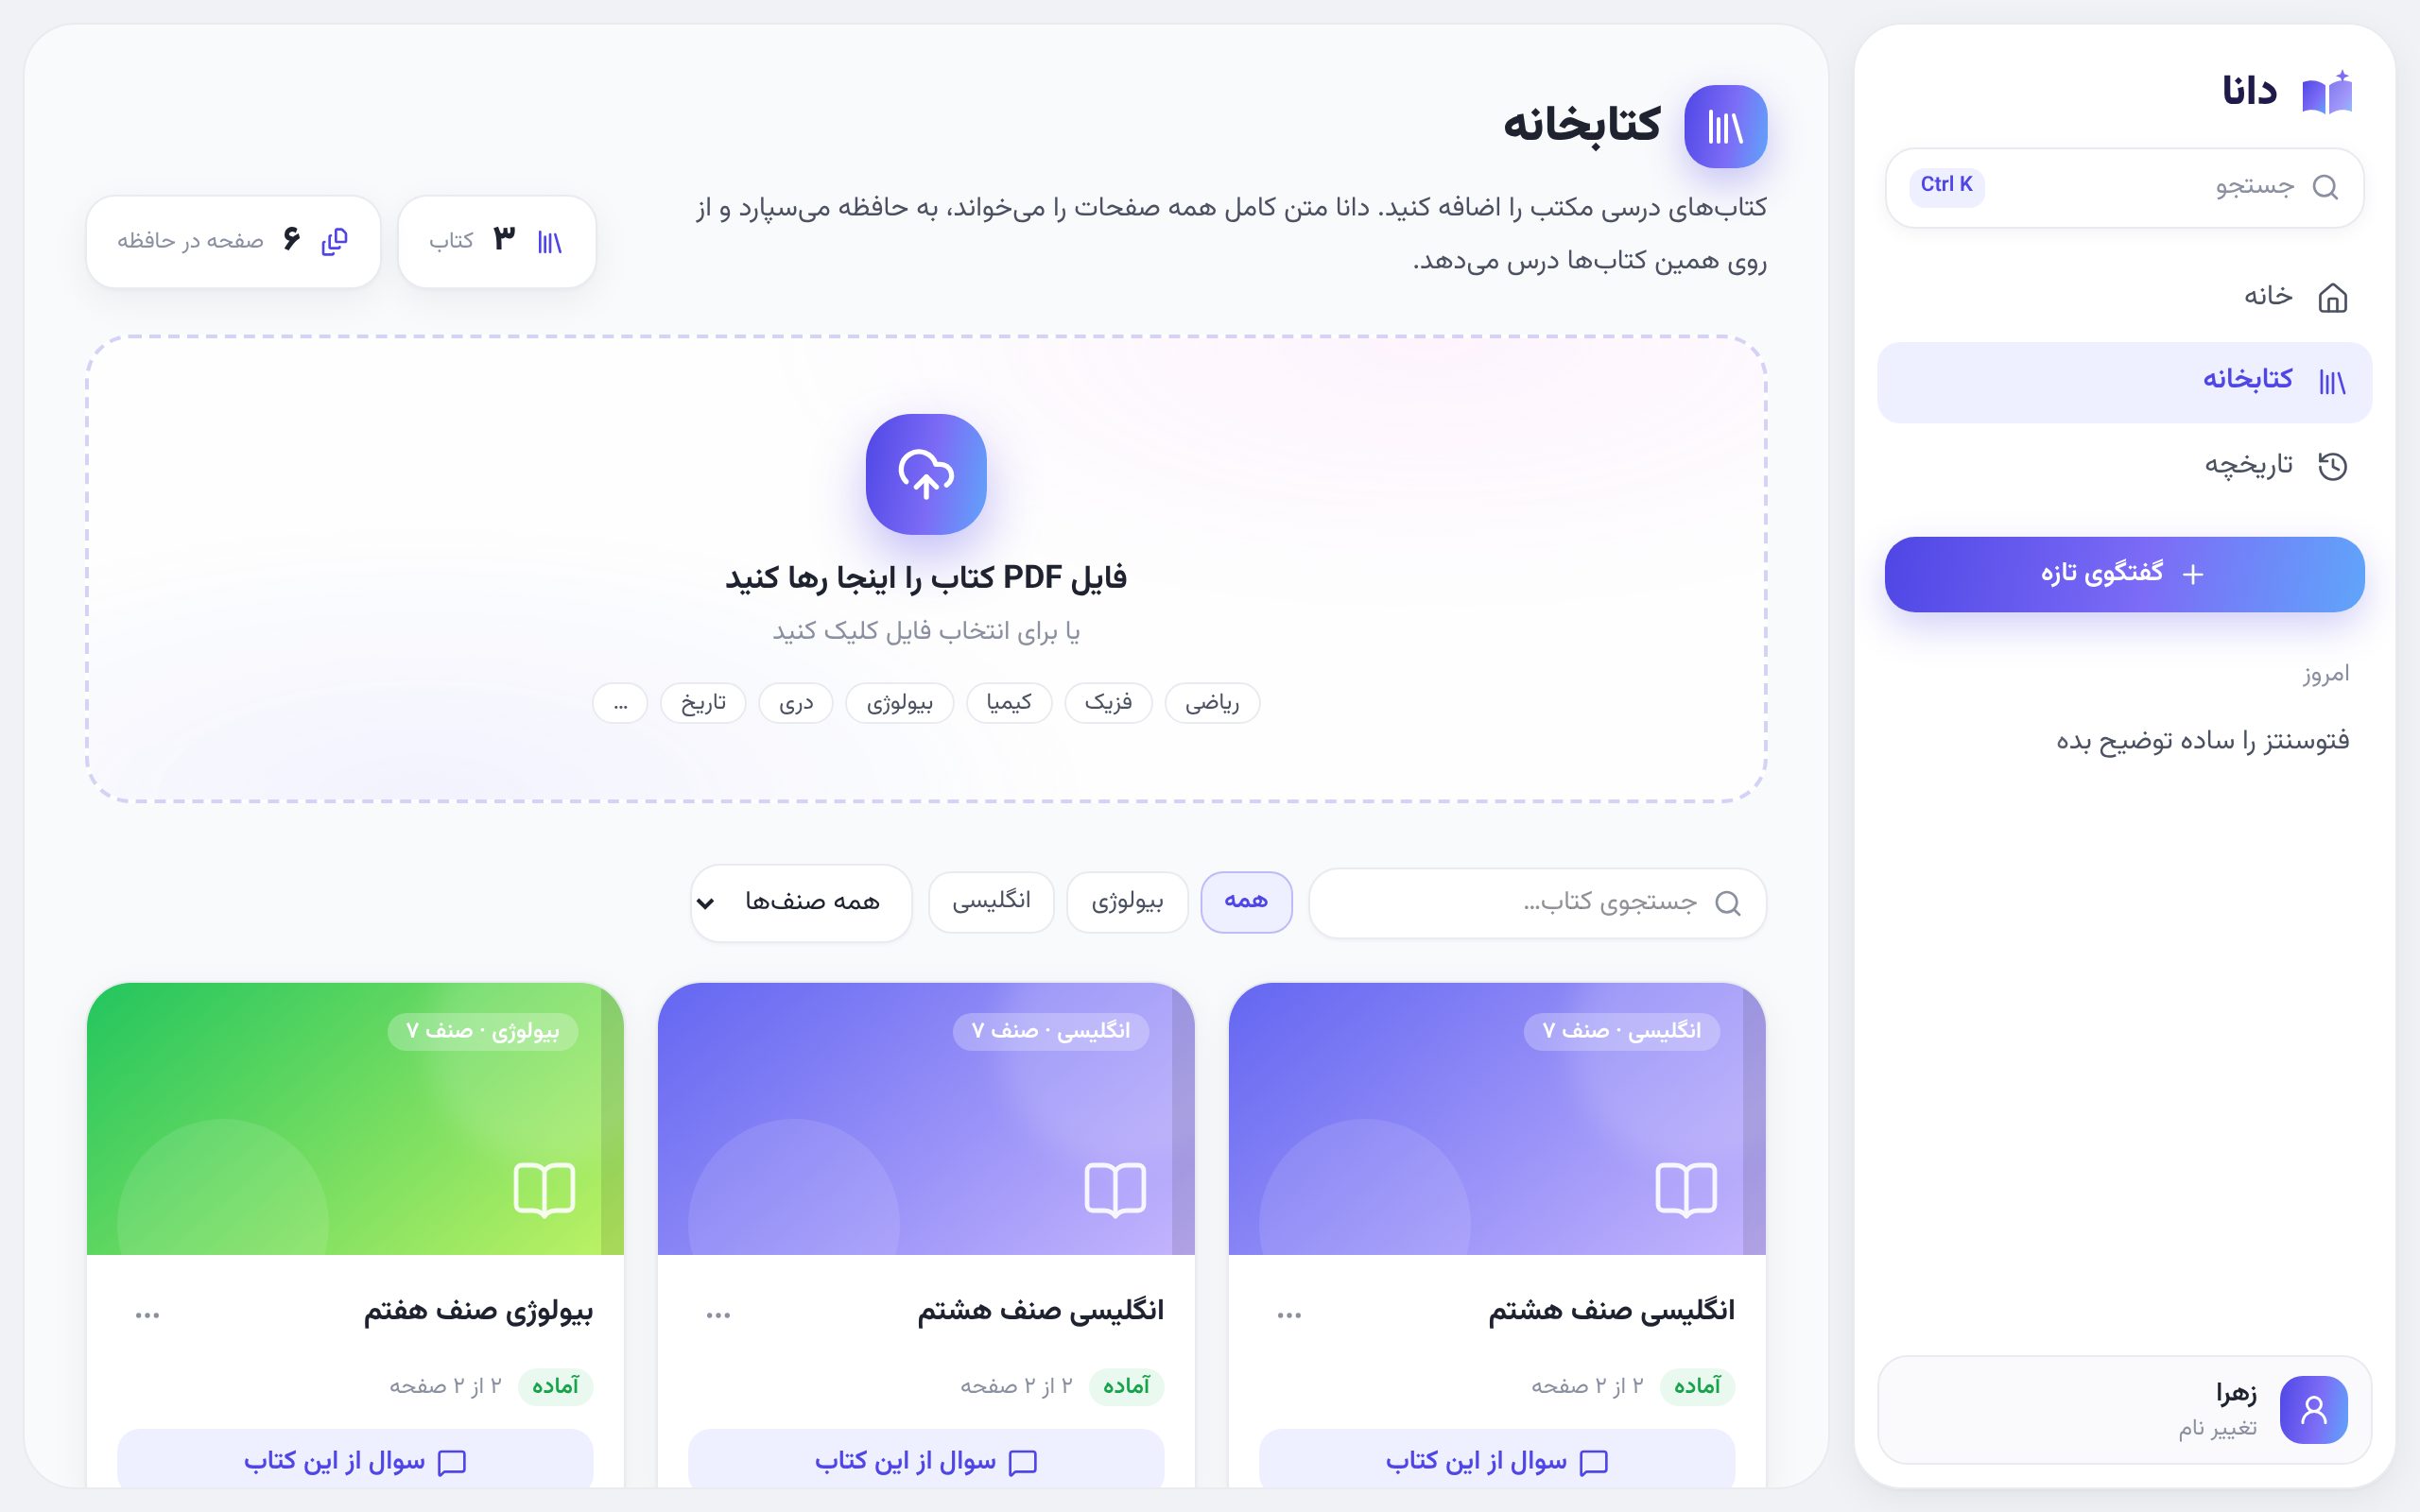 دانا
جستجو
Ctrl K
خانه
کتابخانه
تاریخچه
گفتگوی تازه
امروز
فتوسنتز را ساده توضیح بده
زهرا
تغییر نام
کتابخانه
کتاب‌های درسی مکتب را اضافه کنید. دانا متن کامل همه صفحات را می‌خواند، به حافظه می‌سپارد و از
روی همین کتاب‌ها درس می‌دهد.
۳ کتاب
۶ صفحه در حافظه
فایل PDF کتاب را اینجا رها کنید
یا برای انتخاب فایل کلیک کنید
ریاضی فزیک کیمیا بیولوژی دری تاریخ ...
جستجوی کتاب...
همه بیولوژی انگلیسی
همه صنف‌ها
انگلیسی · صنف ۷
انگلیسی صنف هشتم
آماده ۲ از ۲ صفحه
سوال از این کتاب
انگلیسی · صنف ۷
انگلیسی صنف هشتم
آماده ۲ از ۲ صفحه
سوال از این کتاب
بیولوژی · صنف ۷
بیولوژی صنف هفتم
آماده ۲ از ۲ صفحه
سوال از این کتاب